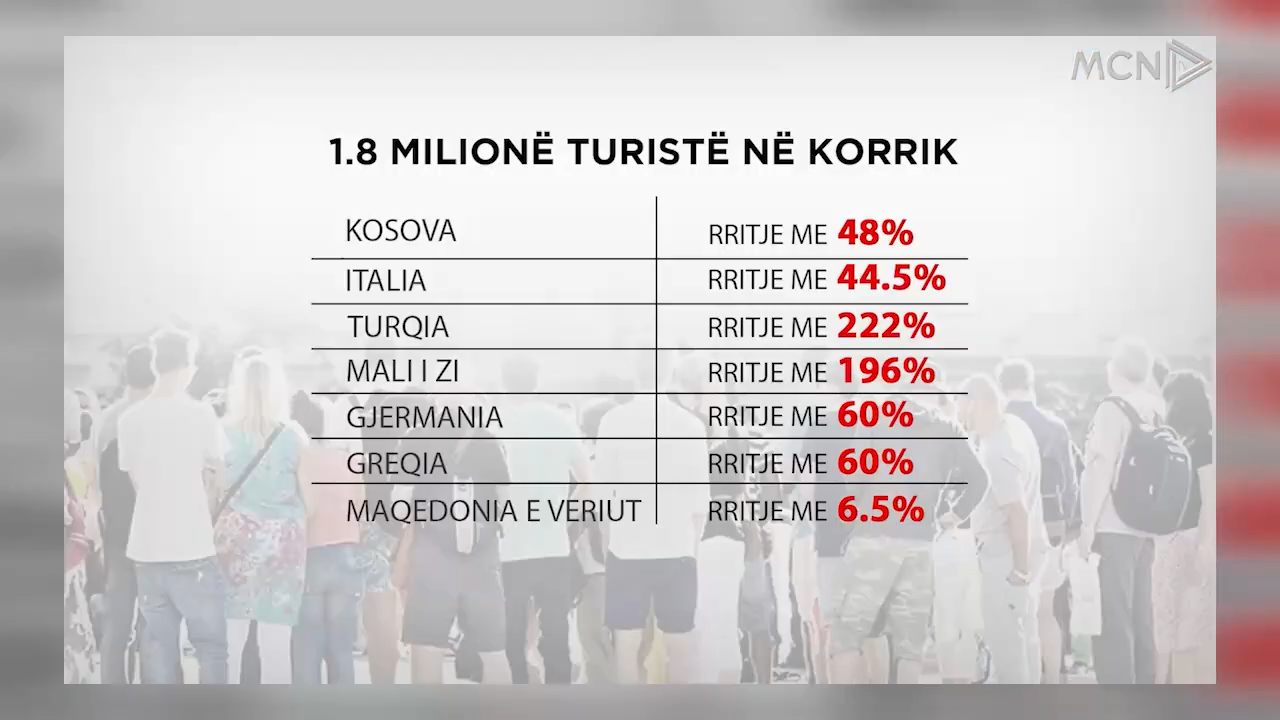 MCN
1.8 MILIONË TURISTË NË KORRIK
KOSOVA RRITJE ME 48%
ITALIA RRITJE ME 44.5%
TURQIA RRITJE ME 222%
MALI I ZI RRITJE ME 196%
GJERMANIA RRITJE ME 60%
GREQIA RRITJE ME 60%
MAQEDONIA E VERIUT RRITJE ME 6.5%